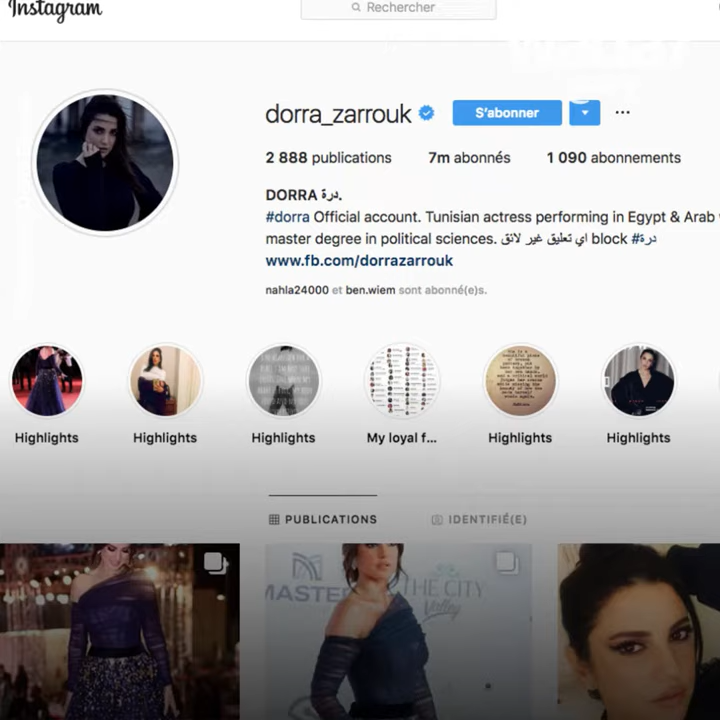 Instagram
Rechercher
dorra_zarrouk
S'abonner
2 888 publications 7m abonnés 1 090 abonnements
DORRA درة.
#dorra Official account. Tunisian actress performing in Egypt & Arab
master degree in political sciences. اي تعليق غير لائق block #درة
www.fb.com/dorrazarrouk
nahla24000 et ben.wiem sont abonné(e)s.
Highlights Highlights Highlights My loyal f... Highlights Highlights
PUBLICATIONS IDENTIFIÉ(E)
MASTER THE CITY
Valley